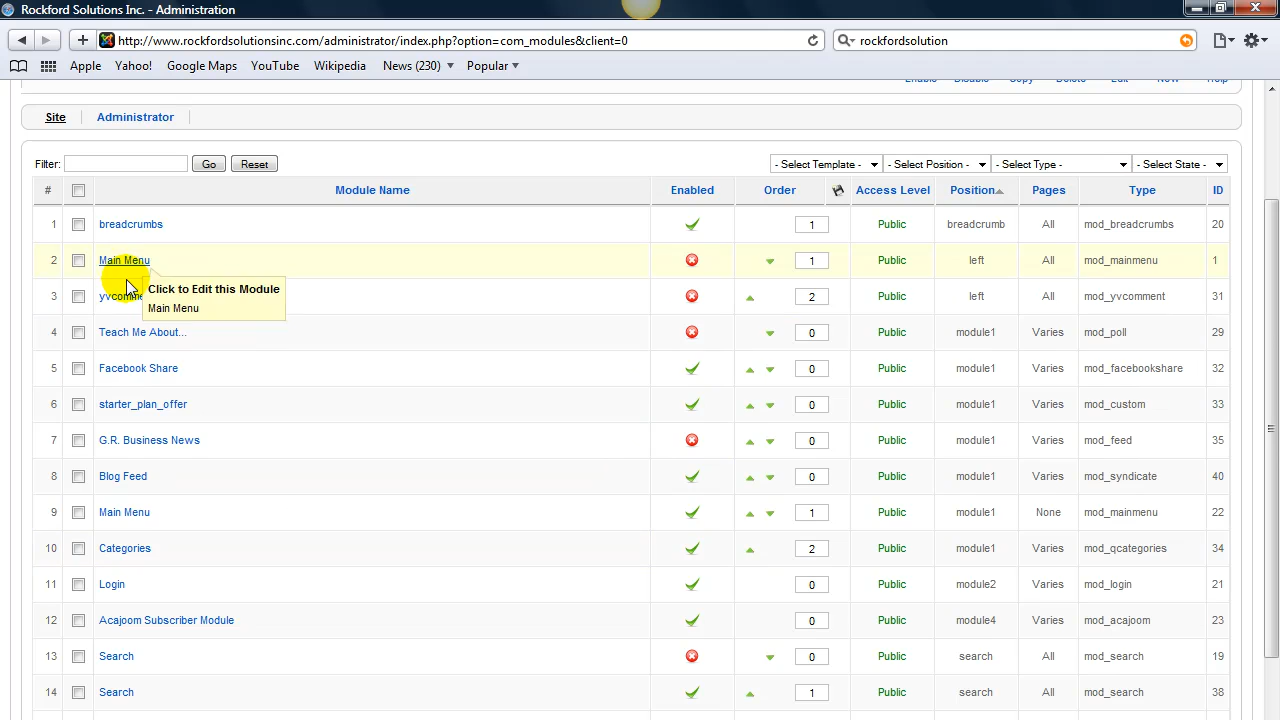 Rockford Solutions Inc. - Administration
http://www.rockfordsolutionsinc.com/administrator/index.php?option=com_modules&client=0
rockfordsolution
Apple Yahoo! Google Maps YouTube Wikipedia News (230) Popular
Enable Disable Copy Delete Edit New Help
Site Administrator
Filter: Go Reset - Select Template - - Select Position - - Select Type - - Select State -
# Module Name Enabled Order Access Level Position Pages Type ID
1 breadcrumbs 1 Public breadcrumb All mod_breadcrumbs 20
2 Main Menu 1 Public left All mod_mainmenu 1
Click to Edit this Module
Main Menu
3 2 Public left All mod_yvcomment 31
4 Teach Me About... 0 Public module1 Varies mod_poll 29
5 Facebook Share 0 Public module1 Varies mod_facebookshare 32
6 starter_plan_offer 0 Public module1 Varies mod_custom 33
7 G.R. Business News 0 Public module1 Varies mod_feed 35
8 Blog Feed 0 Public module1 Varies mod_syndicate 40
9 Main Menu 1 Public module1 None mod_mainmenu 22
10 Categories 2 Public module1 Varies mod_qcategories 34
11 Login 0 Public module2 Varies mod_login 21
12 Acajoom Subscriber Module 0 Public module4 Varies mod_acajoom 23
13 Search 0 Public search All mod_search 19
14 Search 1 Public search All mod_search 38